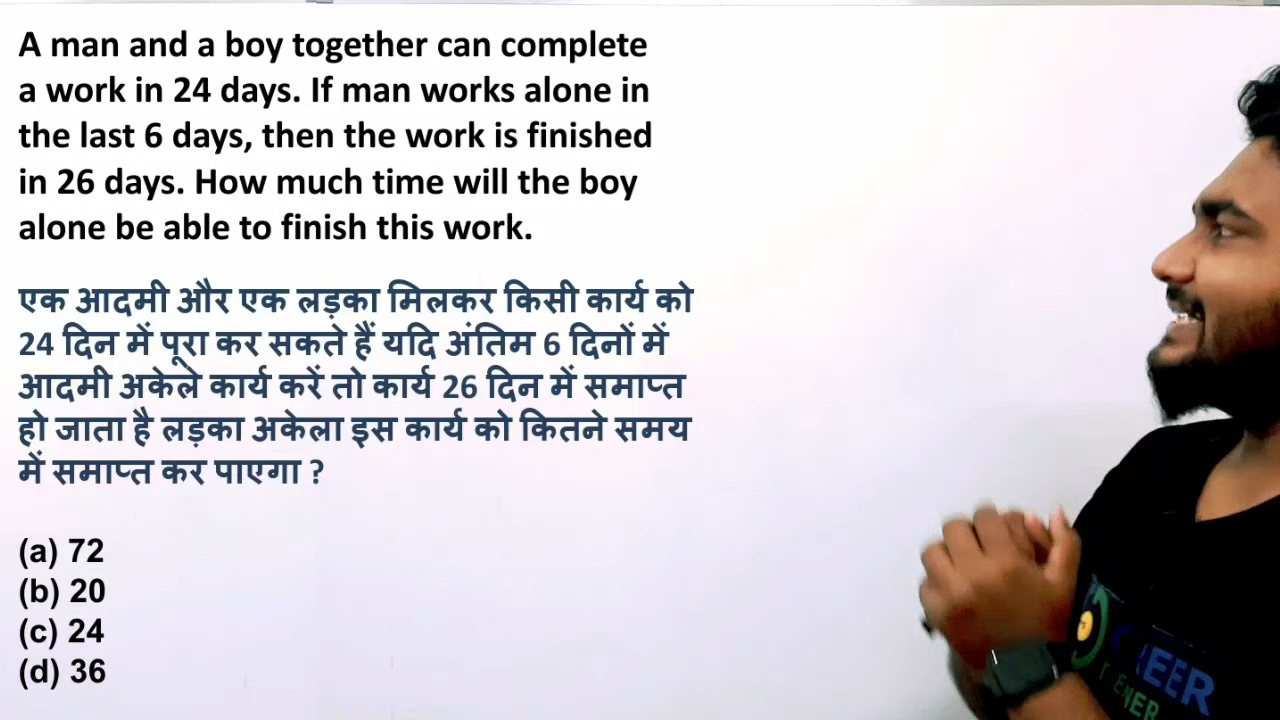 A man and a boy together can complete
a work in 24 days. If man works alone in
the last 6 days, then the work is finished
in 26 days. How much time will the boy
alone be able to finish this work.
एक आदमी और एक लड़का मिलकर किसी कार्य को
24 दिन में पूरा कर सकते हैं यदि अंतिम 6 दिनों में
आदमी अकेले कार्य करें तो कार्य 26 दिन में समाप्त
हो जाता है लड़का अकेला इस कार्य को कितने समय
में समाप्त कर पाएगा ?
(a) 72
(b) 20
(c) 24
(d) 36